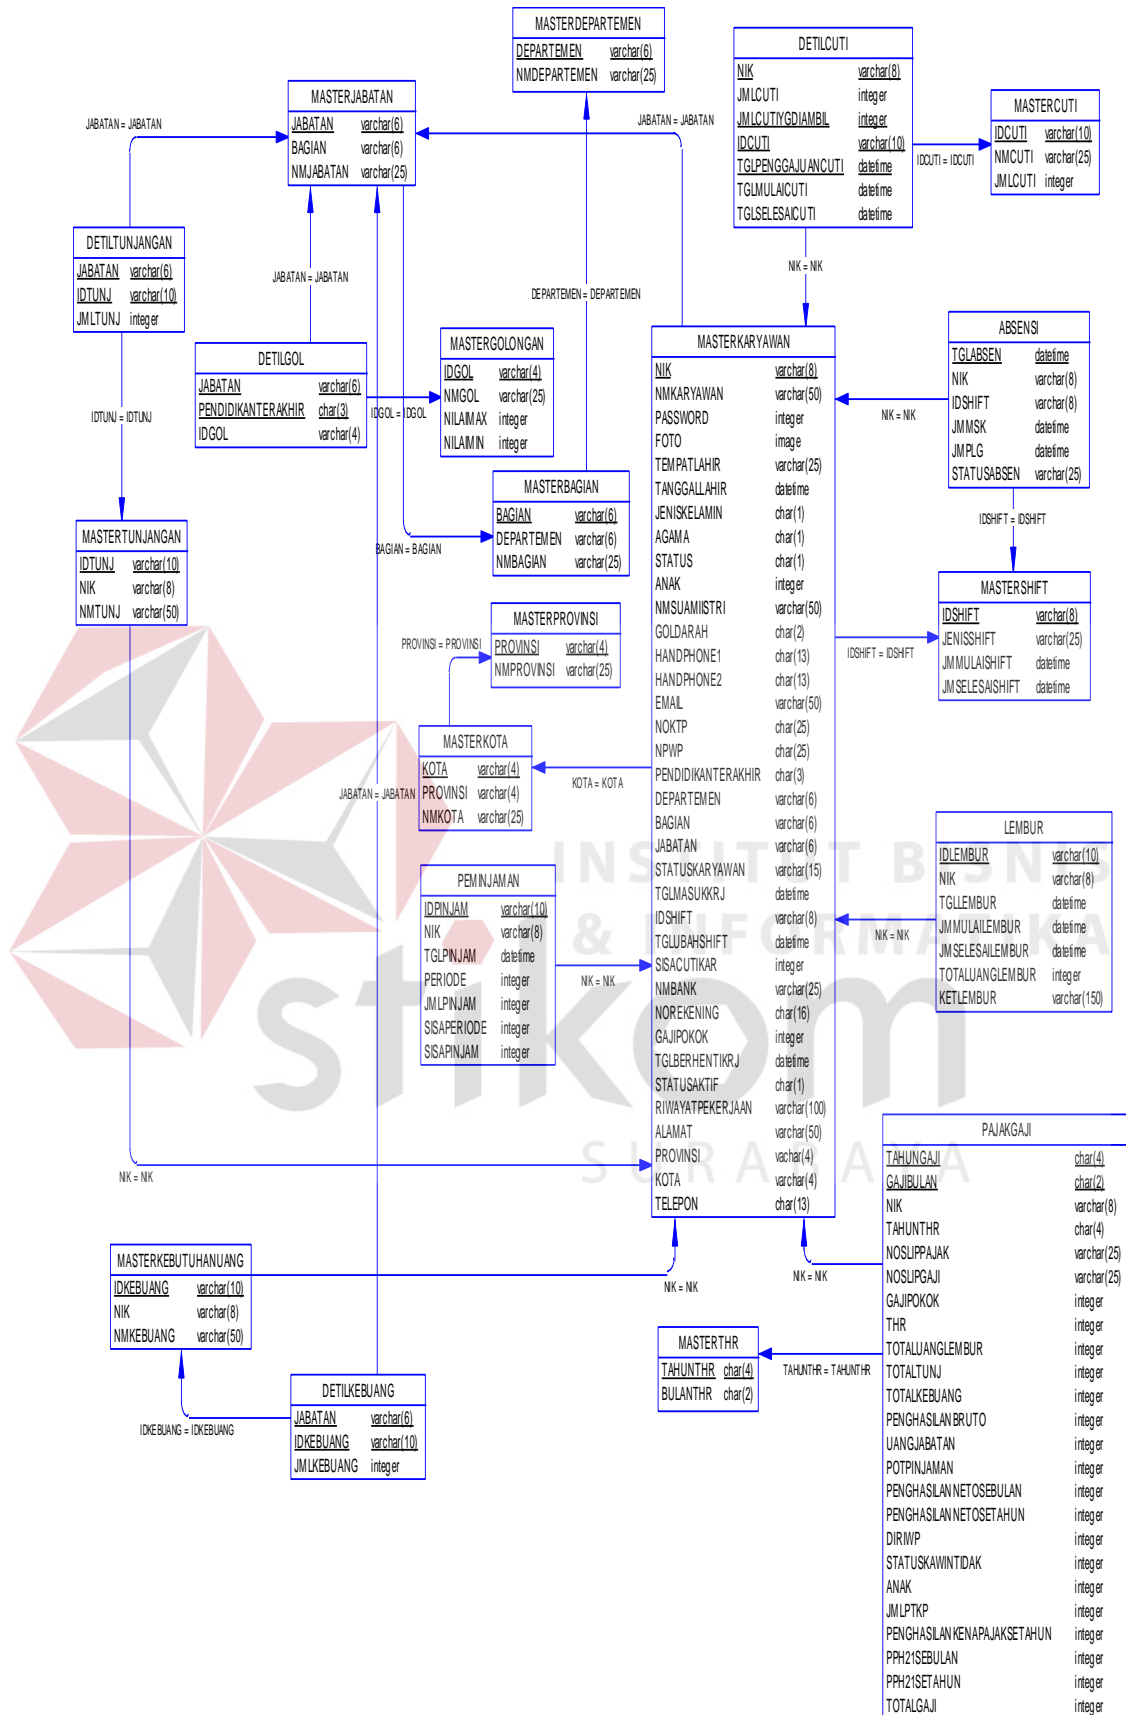 MASTERDEPARTEMEN
DEPARTEMEN varchar(6)
NMDEPARTEMEN varchar(25)
DETILCUTI
NIK varchar(8)
JMLCUTI integer
JMLCUTIYGDIAMBIL integer
IDCUTI varchar(10)
TGLPENGGAJUANCUTI datetime
TGLMULAICUTI datetime
TGLSELESAICUTI datetime
MASTERCUTI
IDCUTI varchar(10)
NMCUTI varchar(25)
JMLCUTI integer
IDCUTI = IDCUTI
MASTERJABATAN
JABATAN varchar(6)
BAGIAN varchar(6)
NMJABATAN varchar(25)
JABATAN = JABATAN
JABATAN = JABATAN
DETILTUNJANGAN
JABATAN varchar(6)
IDTUNJ varchar(10)
JMLTUNJ integer
JABATAN = JABATAN
DEPARTEMEN = DEPARTEMEN
NIK = NIK
DETILGOL
JABATAN varchar(6)
PENDIDIKANTERAKHIR char(3)
IDGOL varchar(4)
IDGOL = IDGOL
MASTERGOLONGAN
IDGOL varchar(4)
NMGOL varchar(25)
NILAIMAX integer
NILAIMIN integer
IDTUNJ = IDTUNJ
MASTERKARYAWAN
NIK varchar(8)
NMKARYAWAN varchar(50)
PASSWORD integer
FOTO image
TEMPATLAHIR varchar(25)
TANGGALLAHIR datetime
JENISKELAMIN char(1)
AGAMA char(1)
STATUS char(1)
ANAK integer
NMSUAMIISTRI varchar(50)
GOLDARAH char(2)
HANDPHONE1 char(13)
HANDPHONE2 char(13)
EMAIL varchar(50)
NOKTP char(25)
NPWP char(25)
PENDIDIKANTERAKHIR char(3)
DEPARTEMEN varchar(6)
BAGIAN varchar(6)
JABATAN varchar(6)
STATUSKARYAWAN varchar(15)
TGLMASUKKRJ datetime
IDSHIFT varchar(8)
TGLUBAHSHIFT datetime
SISACUTIKAR integer
NMBANK varchar(25)
NOREKENING char(16)
GAJIPOKOK integer
TGLBERHENTIKRJ datetime
STATUSAKTIF char(1)
RIWAYATPEKERJAAN varchar(100)
ALAMAT varchar(50)
PROVINSI vachar(4)
KOTA varchar(4)
TELEPON char(13)
ABSENSI
TGLABSEN datetime
NIK varchar(8)
IDSHIFT varchar(8)
JMMSK datetime
JMPLG datetime
STATUSABSEN varchar(25)
NIK = NIK
IDSHIFT = IDSHIFT
MASTERBAGIAN
BAGIAN varchar(6)
DEPARTEMEN varchar(6)
NMBAGIAN varchar(25)
BAGIAN = BAGIAN
MASTERTUNJANGAN
IDTUNJ varchar(10)
NIK varchar(8)
NMTUNJ varchar(50)
MASTERSHIFT
IDSHIFT varchar(8)
JENISSHIFT varchar(25)
JMMULAISHIFT datetime
JMSELESAISHIFT datetime
IDSHIFT = IDSHIFT
MASTERPROVINSI
PROVINSI varchar(4)
NMPROVINSI varchar(25)
PROVINSI = PROVINSI
MASTERKOTA
KOTA varchar(4)
PROVINSI varchar(4)
NMKOTA varchar(25)
KOTA = KOTA
JABATAN = JABATAN
PEMINJAMAN
IDPINJAM varchar(10)
NIK varchar(8)
TGLPINJAM datetime
PERIODE integer
JMLPINJAM integer
SISAPERIODE integer
SISAPINJAM integer
NIK = NIK
LEMBUR
IDLEMBUR varchar(10)
NIK varchar(8)
TGLLEMBUR datetime
JMMULAILEMBUR datetime
JMSELESAILEMBUR datetime
TOTALUANGLEMBUR integer
KETLEMBUR varchar(150)
NIK = NIK
INSTITUT BISNIS
& INFORMATIKA
stikom
SURABAYA
NIK = NIK
PAJAKGAJI
TAHUNGAJI char(4)
GAJIBULAN char(2)
NIK varchar(8)
TAHUNTHR char(4)
NOSLIPPAJAK varchar(25)
NOSLIPGAJI varchar(25)
GAJIPOKOK integer
THR integer
TOTALUANGLEMBUR integer
TOTALTUNJ integer
TOTALKEBUANG integer
PENGHASILANBRUTO integer
UANGJABATAN integer
POTPINJAMAN integer
PENGHASILANNETOSEBULAN integer
PENGHASILANNETOSETAHUN integer
DIRIWP integer
STATUSKAWINTIDAK integer
ANAK integer
JMLPTKP integer
PENGHASILANKENAPAJAKSETAHUN integer
PPH21SEBULAN integer
PPH21SETAHUN integer
TOTALGAJI integer
MASTERKEBUTUHANUANG
IDKEBUANG varchar(10)
NIK varchar(8)
NMKEBUANG varchar(50)
NIK = NIK
NIK = NIK
MASTERTHR
TAHUNTHR char(4)
BULANTHR char(2)
TAHUNTHR = TAHUNTHR
DETILKEBUANG
JABATAN varchar(6)
IDKEBUANG varchar(10)
JMLKEBUANG integer
IDKEBUANG = IDKEBUANG